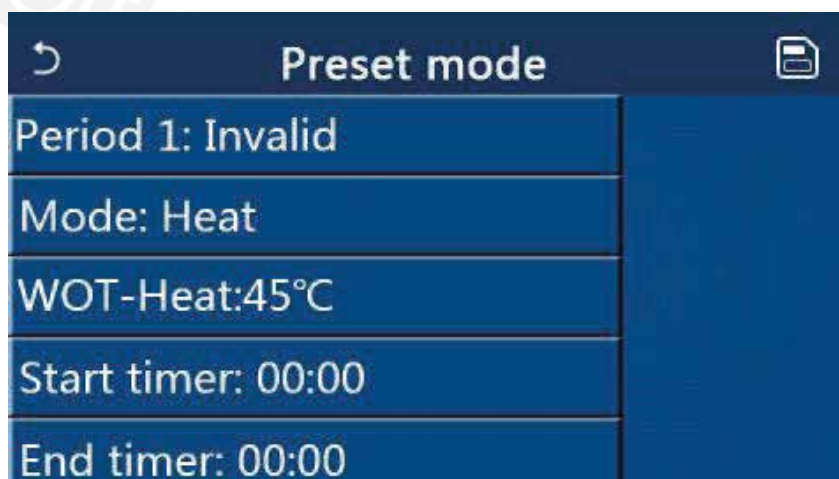 Preset mode
Period 1: Invalid
Mode: Heat
WOT-Heat:45℃
Start timer: 00:00
End timer: 00:00